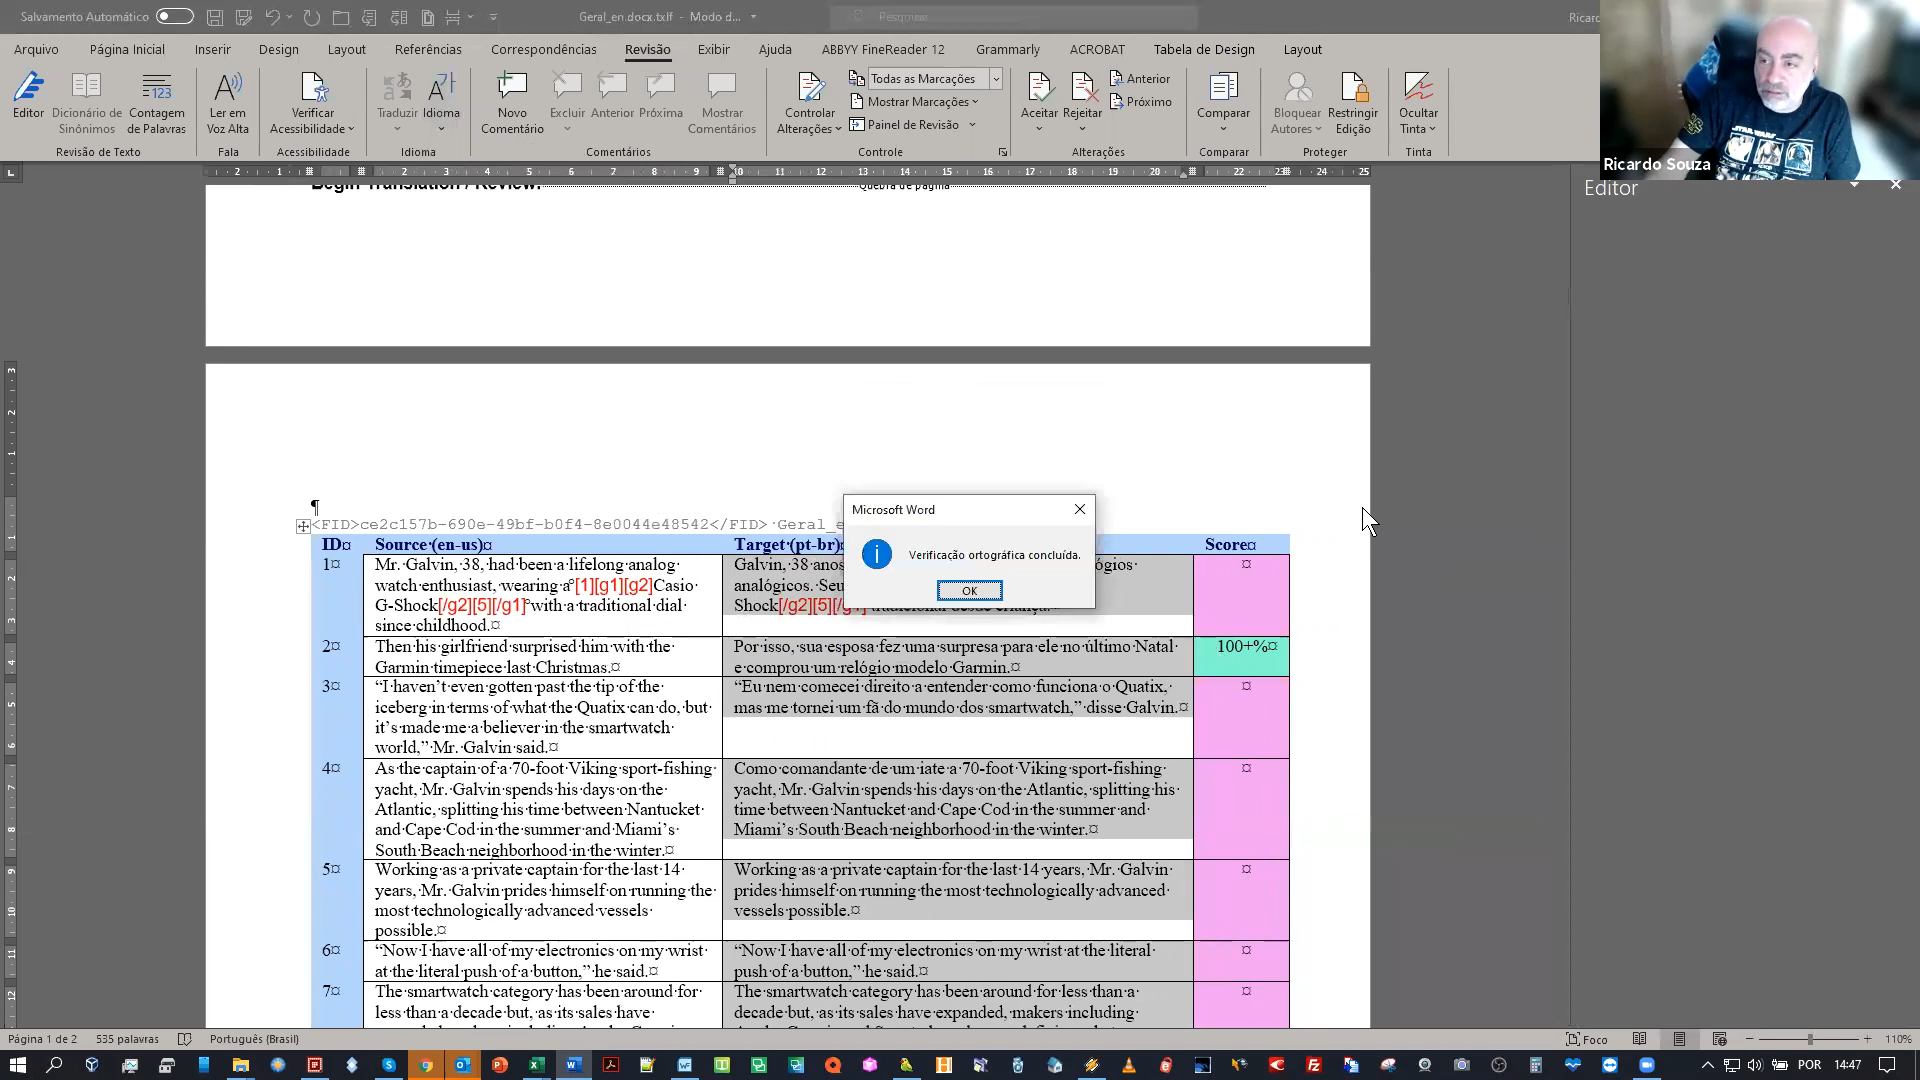 Salvamento Automático
Geral_en.docx.txlf - Modo d...
Pesquisar
Ricardo Souza
Arquivo Página Inicial Inserir Design Layout Referências Correspondências Revisão Exibir Ajuda ABBYY FineReader 12 Grammarly ACROBAT Tabela de Design Layout
Editor
Dicionário de Sinônimos
Contagem de Palavras
Ler em Voz Alta
Verificar Acessibilidade
Traduzir
Idioma
Novo Comentário
Excluir
Anterior
Próxima
Mostrar Comentários
Controlar Alterações
Todas as Marcações
Mostrar Marcações
Painel de Revisão
Aceitar
Rejeitar
Anterior
Próximo
Comparar
Bloquear Autores
Restringir Edição
Ocultar Tinta
Revisão de Texto Fala Acessibilidade Idioma Comentários Controle Alterações Comparar Proteger Tinta
Editor
Begin Translation / Review:
Quebra de página
¶
<FID>ce2c157b-690e-49bf-b0f4-8e0044e48542</FID>·Geral_e
ID¤ Source·(en-us)¤ Target·(pt-br) Score¤
1¤
Mr.·Galvin,·38,·had·been·a·lifelong·analog·
watch·enthusiast,·wearing·a°[1][g1][g2]Casio·
G-Shock[/g2][5][/g1]°with·a·traditional·dial·
since·childhood.¤
Galvin,·38·anos
analógicos.·Seu
Shock[/g2][5][/g1]°tradicional·desde·criança.
ógios·
¤
2¤
Then·his·girlfriend·surprised·him·with·the·
Garmin·timepiece·last·Christmas.¤
Por·isso,·sua·esposa·fez·uma·surpresa·para·ele·no·último·Natal·
e·comprou·um·relógio·modelo·Garmin.¤
100+%¤
3¤
“I·haven’t·even·gotten·past·the·tip·of·the·
iceberg·in·terms·of·what·the·Quatix·can·do,·but·
it’s·made·me·a·believer·in·the·smartwatch·
world,”·Mr.·Galvin·said.¤
“Eu·nem·comecei·direito·a·entender·como·funciona·o·Quatix,·
mas·me·tornei·um·fã·do·mundo·dos·smartwatch,”·disse·Galvin.¤
¤
4¤
As·the·captain·of·a·70-foot·Viking·sport-fishing·
yacht,·Mr.·Galvin·spends·his·days·on·the·
Atlantic,·splitting·his·time·between·Nantucket·
and·Cape·Cod·in·the·summer·and·Miami’s·
South·Beach·neighborhood·in·the·winter.¤
Como·comandante·de·um·iate·a·70-foot·Viking·sport-fishing·
yacht,·Mr.·Galvin·spends·his·days·on·the·Atlantic,·splitting·his·
time·between·Nantucket·and·Cape·Cod·in·the·summer·and·
Miami’s·South·Beach·neighborhood·in·the·winter.¤
¤
5¤
Working·as·a·private·captain·for·the·last·14·
years,·Mr.·Galvin·prides·himself·on·running·the·
most·technologically·advanced·vessels·
possible.¤
Working·as·a·private·captain·for·the·last·14·years,·Mr.·Galvin·
prides·himself·on·running·the·most·technologically·advanced·
vessels·possible.¤
¤
6¤
“Now·I·have·all·of·my·electronics·on·my·wrist·
at·the·literal·push·of·a·button,”·he·said.¤
“Now·I·have·all·of·my·electronics·on·my·wrist·at·the·literal·
push·of·a·button,”·he·said.¤
¤
7¤
The·smartwatch·category·has·been·around·for·
less·than·a·decade·but,·as·its·sales·have·
The·smartwatch·category·has·been·around·for·less·than·a·
decade·but,·as·its·sales·have·expanded,·makers·including·
¤
Microsoft Word
Verificação ortográfica concluída.
OK
Página 1 de 2 535 palavras Português (Brasil) Foco 110%
POR 14:47
STAR WARS